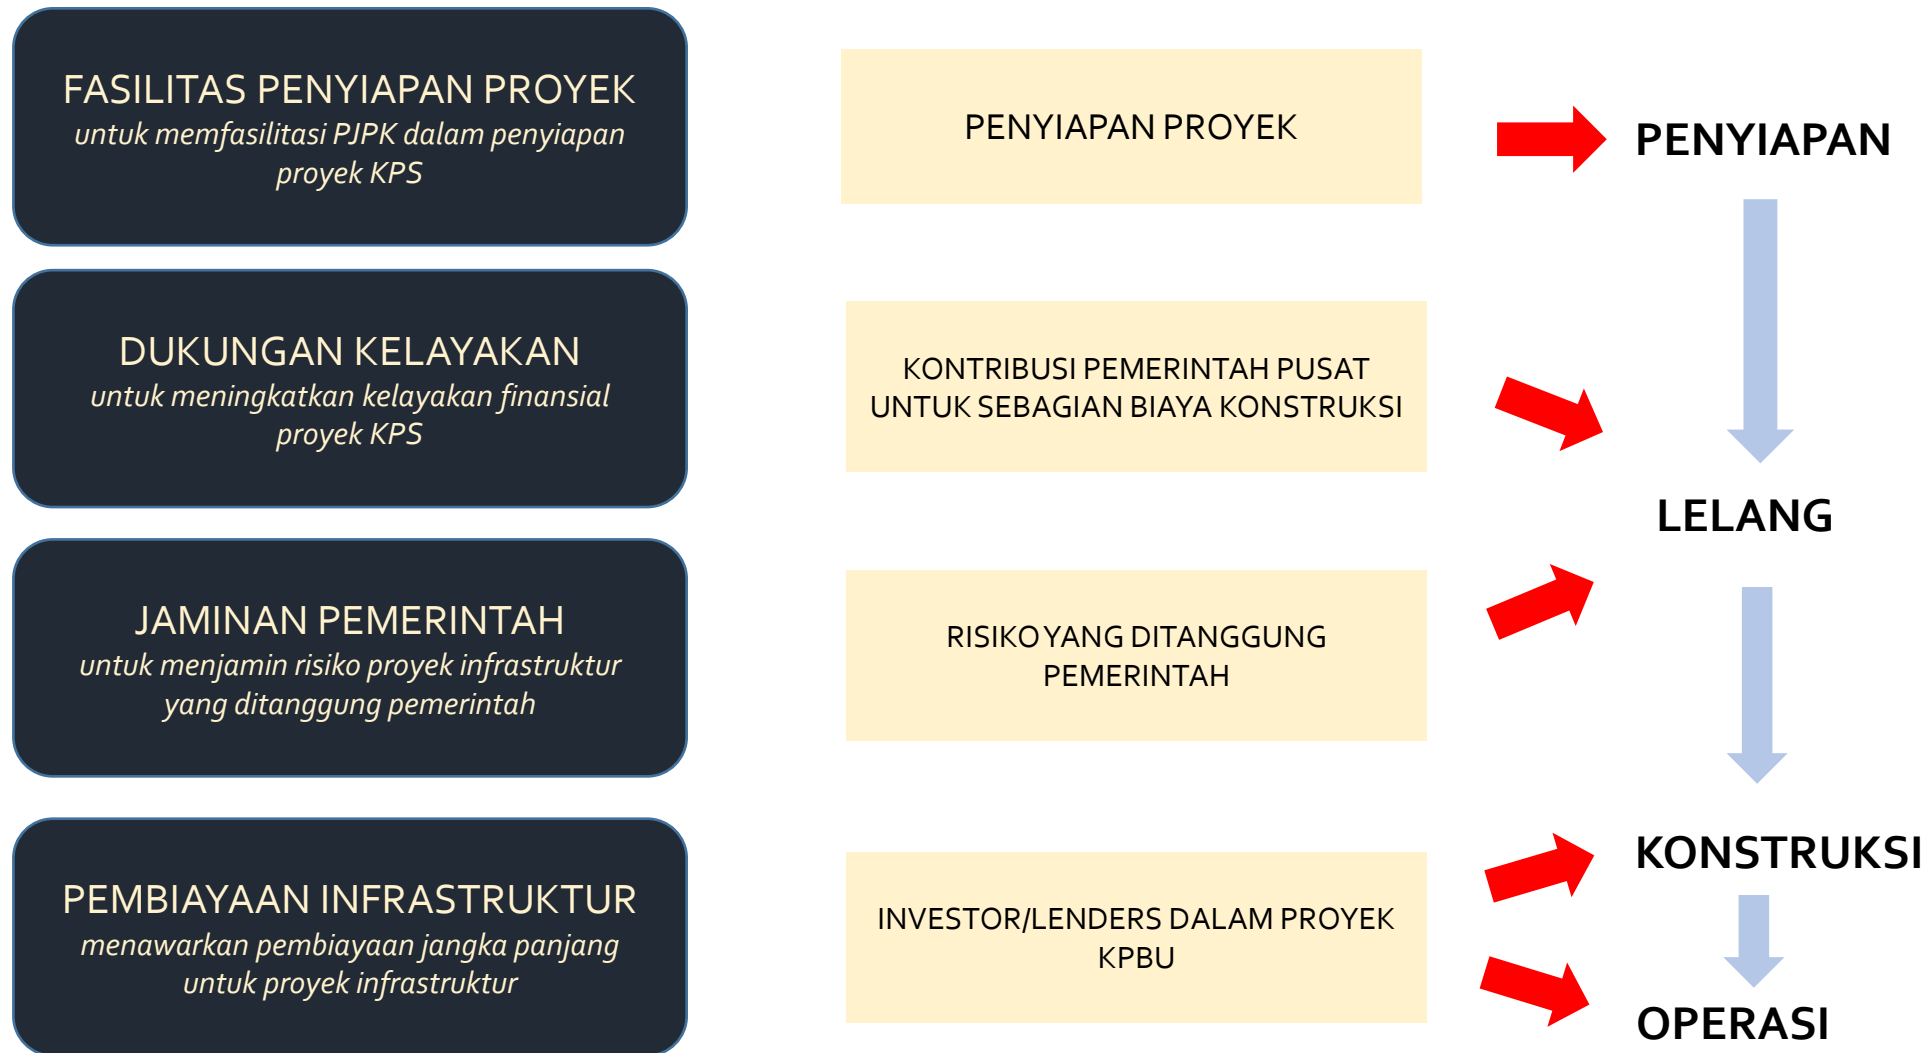 FASILITAS PENYIAPAN PROYEK
untuk memfasilitasi PJPK dalam penyiapan
proyek KPS
PENYIAPAN PROYEK
PENYIAPAN
DUKUNGAN KELAYAKAN
untuk meningkatkan kelayakan finansial
proyek KPS
KONTRIBUSI PEMERINTAH PUSAT
UNTUK SEBAGIAN BIAYA KONSTRUKSI
LELANG
JAMINAN PEMERINTAH
untuk menjamin risiko proyek infrastruktur
yang ditanggung pemerintah
RISIKO YANG DITANGGUNG
PEMERINTAH
KONSTRUKSI
PEMBIAYAAN INFRASTRUKTUR
menawarkan pembiayaan jangka panjang
untuk proyek infrastruktur
INVESTOR/LENDERS DALAM PROYEK
KPBU
OPERASI